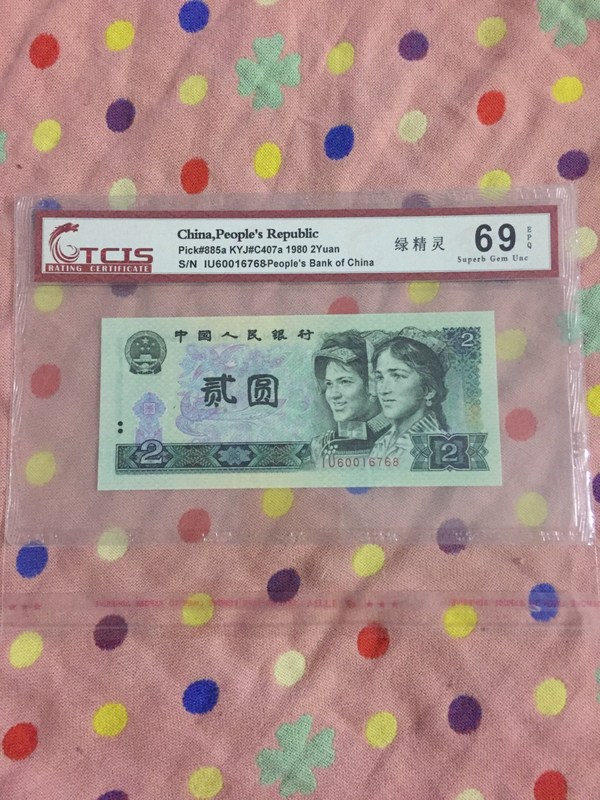 TCIS
RATING CERTIFICATE
China,People's Republic
Pick#885a KYJ#C407a 1980 2Yuan
S/N IU60016768 People's Bank of China
绿精灵
69
EPQ
Superb Gem Unc
中国人民银行
2
贰圆
2
IU60016768
2